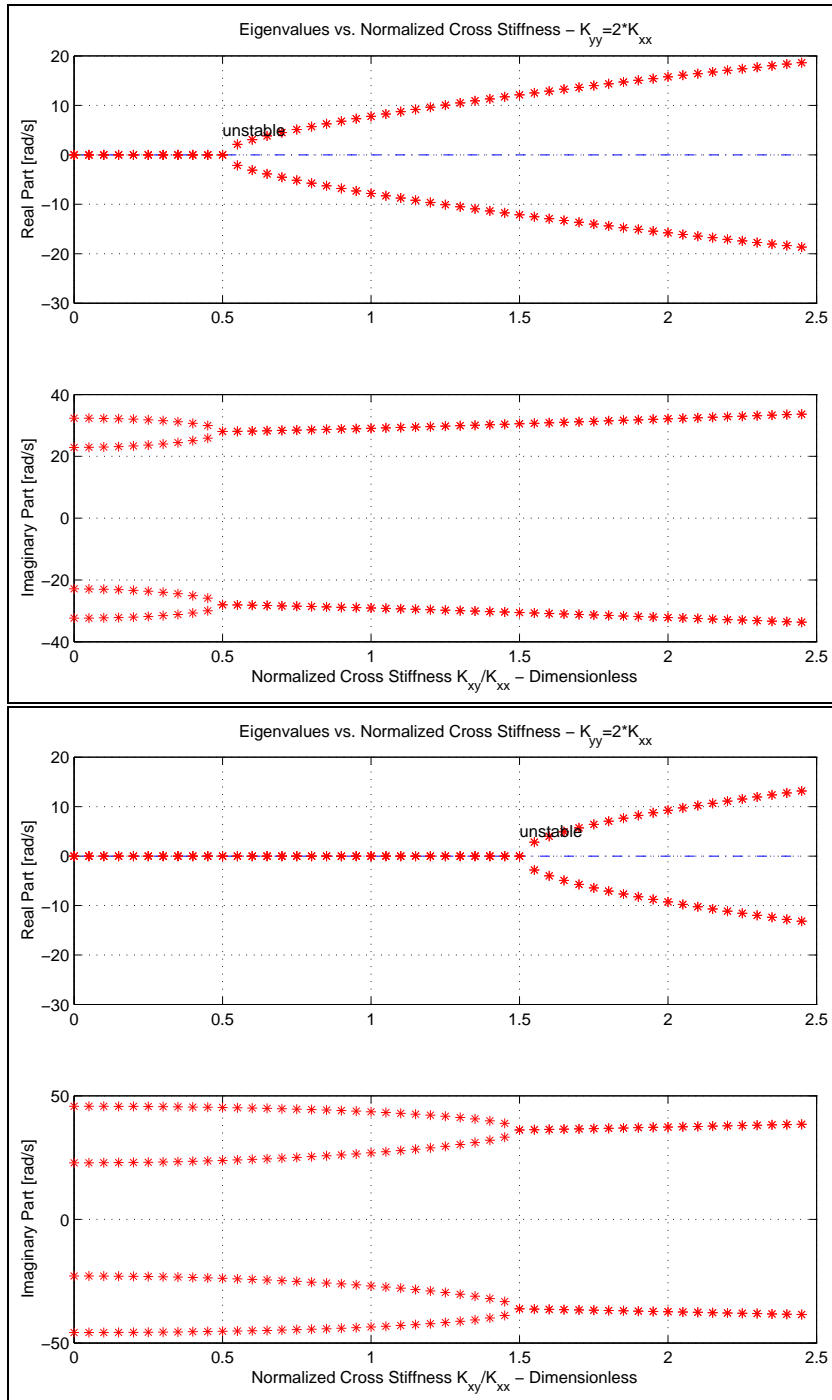 Eigenvalues vs. Normalized Cross Stiffness – K_yy=2*K_xx
20
10
0
−10
−20
−30
Real Part [rad/s]
unstable
0 0.5 1 1.5 2 2.5
40
20
0
−20
−40
Imaginary Part [rad/s]
0 0.5 1 1.5 2 2.5
Normalized Cross Stiffness K_xy/K_xx – Dimensionless
Eigenvalues vs. Normalized Cross Stiffness – K_yy=2*K_xx
20
10
0
−10
−20
−30
Real Part [rad/s]
unstable
0 0.5 1 1.5 2 2.5
50
0
−50
Imaginary Part [rad/s]
0 0.5 1 1.5 2 2.5
Normalized Cross Stiffness K_xy/K_xx – Dimensionless